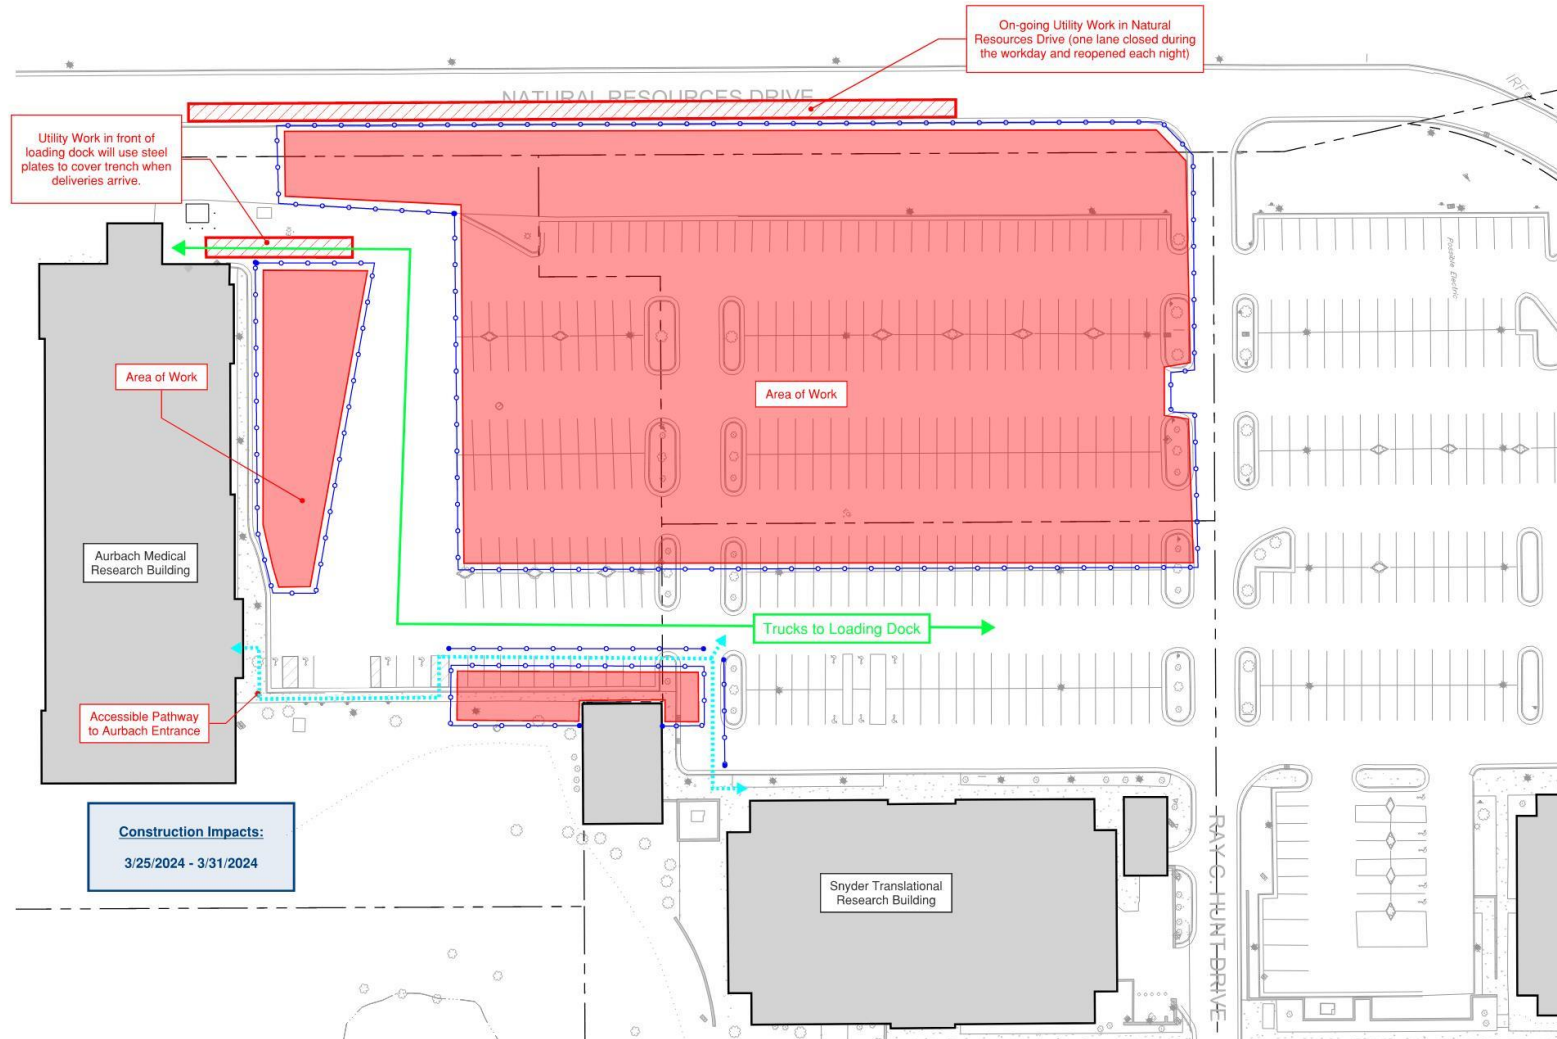 On-going Utility Work in Natural
Resources Drive (one lane closed during
the workday and reopened each night)
NATURAL RESOURCES DRIVE
Utility Work in front of
loading dock will use steel
plates to cover trench when
deliveries arrive.
Possible Electric
Area of Work
Area of Work
Aurbach Medical
Research Building
Trucks to Loading Dock
Accessible Pathway
to Aurbach Entrance
Construction Impacts:
3/25/2024 - 3/31/2024
Snyder Translational
Research Building
RAY C. HUNT DRIVE